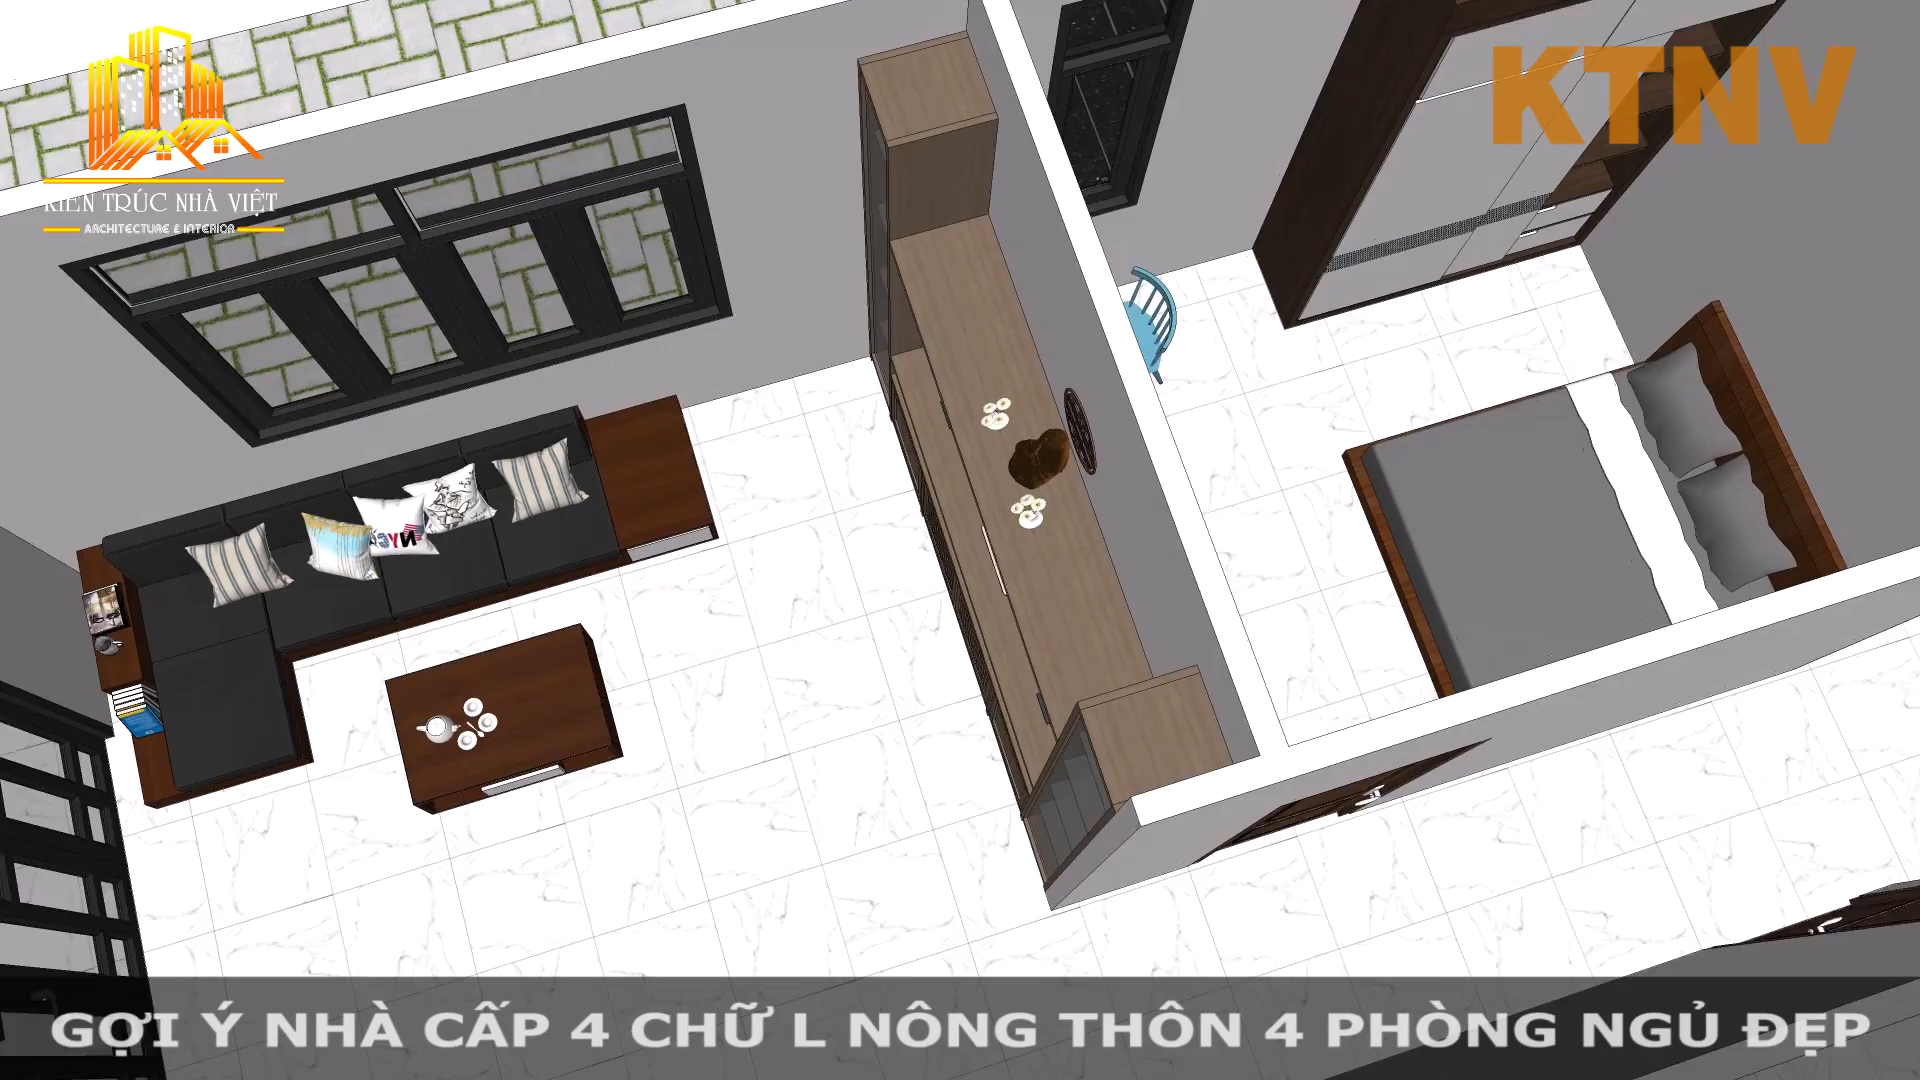 KTNV
KIẾN TRÚC NHÀ VIỆT
ARCHITECTURE & INTERIOR
GỢI Ý NHÀ CẤP 4 CHỮ L NÔNG THÔN 4 PHÒNG NGỦ ĐẸP